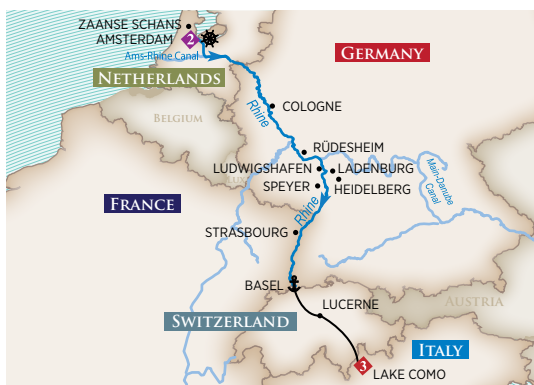 ZAANSE SCHANS
AMSTERDAM
2
Ams-Rhine Canal
NETHERLANDS
GERMANY
BELGIUM
Rhine
COLOGNE
RÜDESHEIM
LUX
LUDWIGSHAFEN
LADENBURG
SPEYER
HEIDELBERG
Main-Danube
Canal
FRANCE
Rhine
STRASBOURG
BASEL
LUCERNE
AUSTRIA
SWITZERLAND
ITALY
3
LAKE COMO